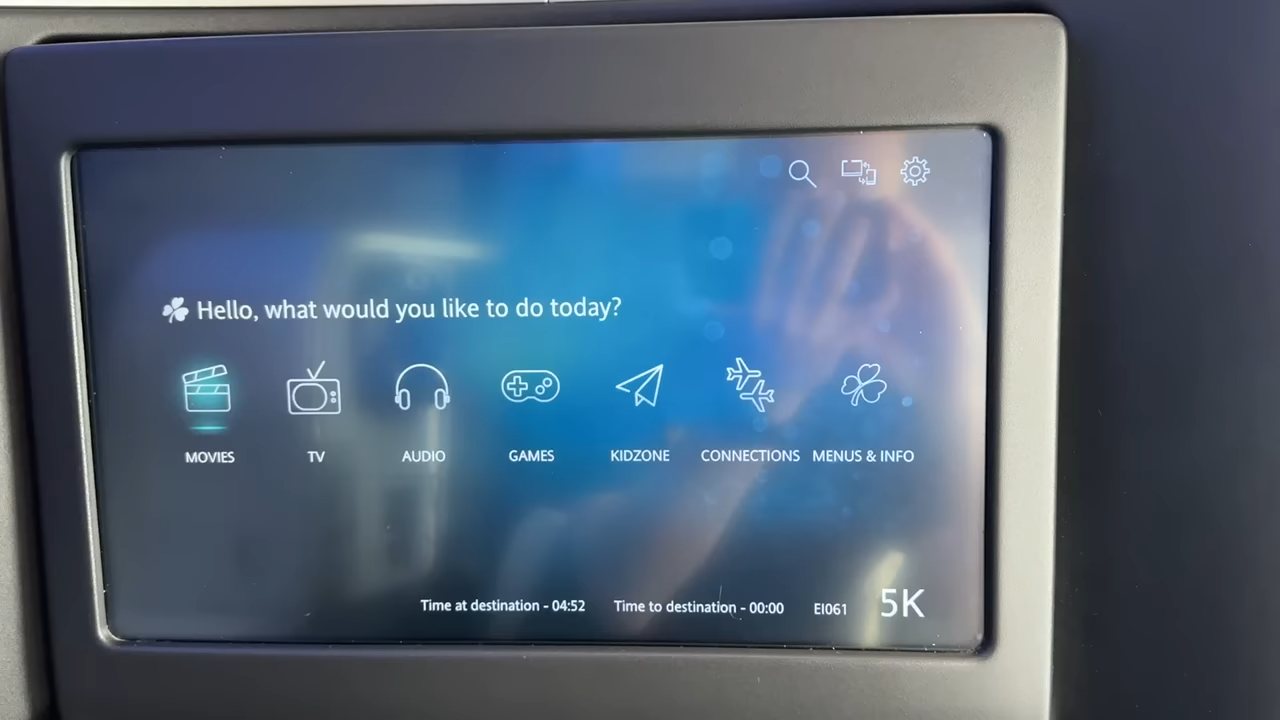 Hello, what would you like to do today?
MOVIES
TV
AUDIO
GAMES
KIDZONE
CONNECTIONS
MENUS & INFO
Time at destination - 04:52
Time to destination - 00:00
EI061
5K